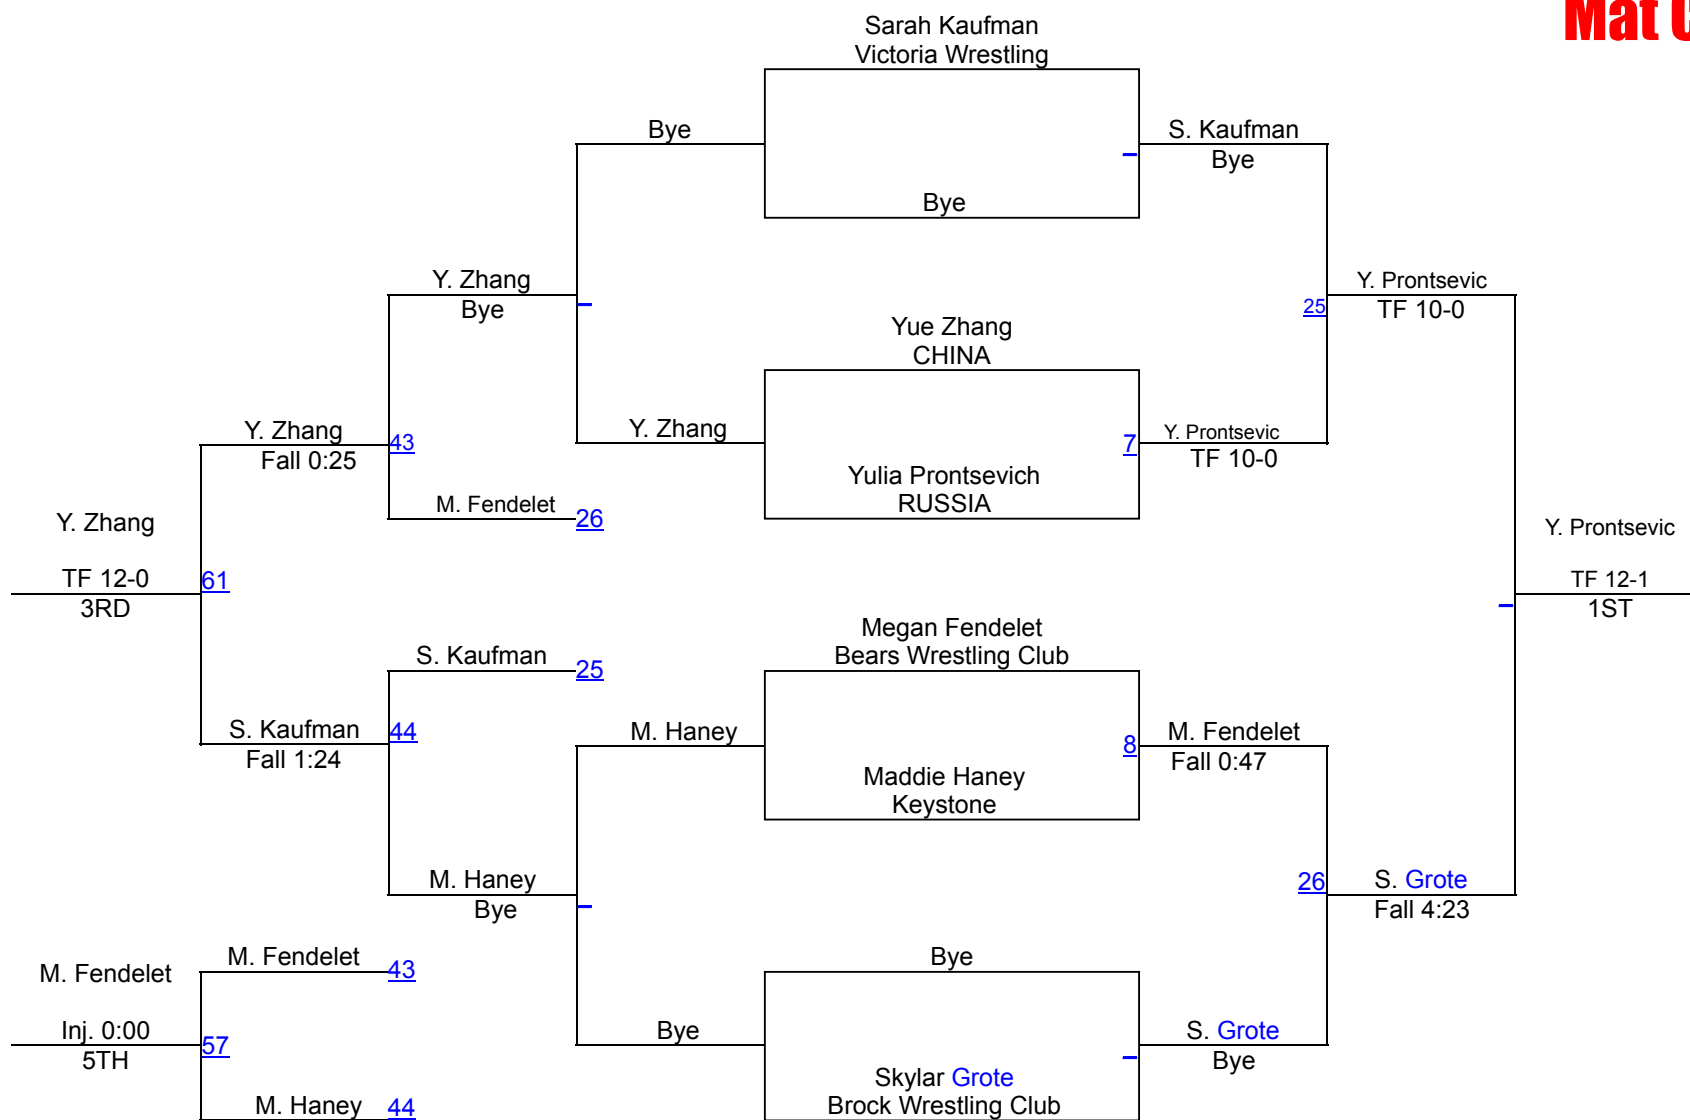 Mat
Sarah Kaufman
Victoria Wrestling
Bye
S. Kaufman
Bye
Bye
Y. Zhang
Bye
Y. Prontsevic
25
TF 10-0
Yue Zhang
CHINA
Y. Zhang
Fall 0:25
43
Y. Zhang
7
Y. Prontsevic
TF 10-0
Yulia Prontsevich
RUSSIA
M. Fendelet
26
Y. Zhang
TF 12-0
61
3RD
Y. Prontsevic
TF 12-1
1ST
Megan Fendelet
Bears Wrestling Club
S. Kaufman
25
S. Kaufman
44
Fall 1:24
M. Haney
8
M. Fendelet
Fall 0:47
Maddie Haney
Keystone
M. Haney
Bye
26
S. Grote
Fall 4:23
M. Fendelet
M. Fendelet
43
Bye
Inj. 0:00
57
5TH
Bye
S. Grote
Bye
Skylar Grote
Brock Wrestling Club
M. Haney
44